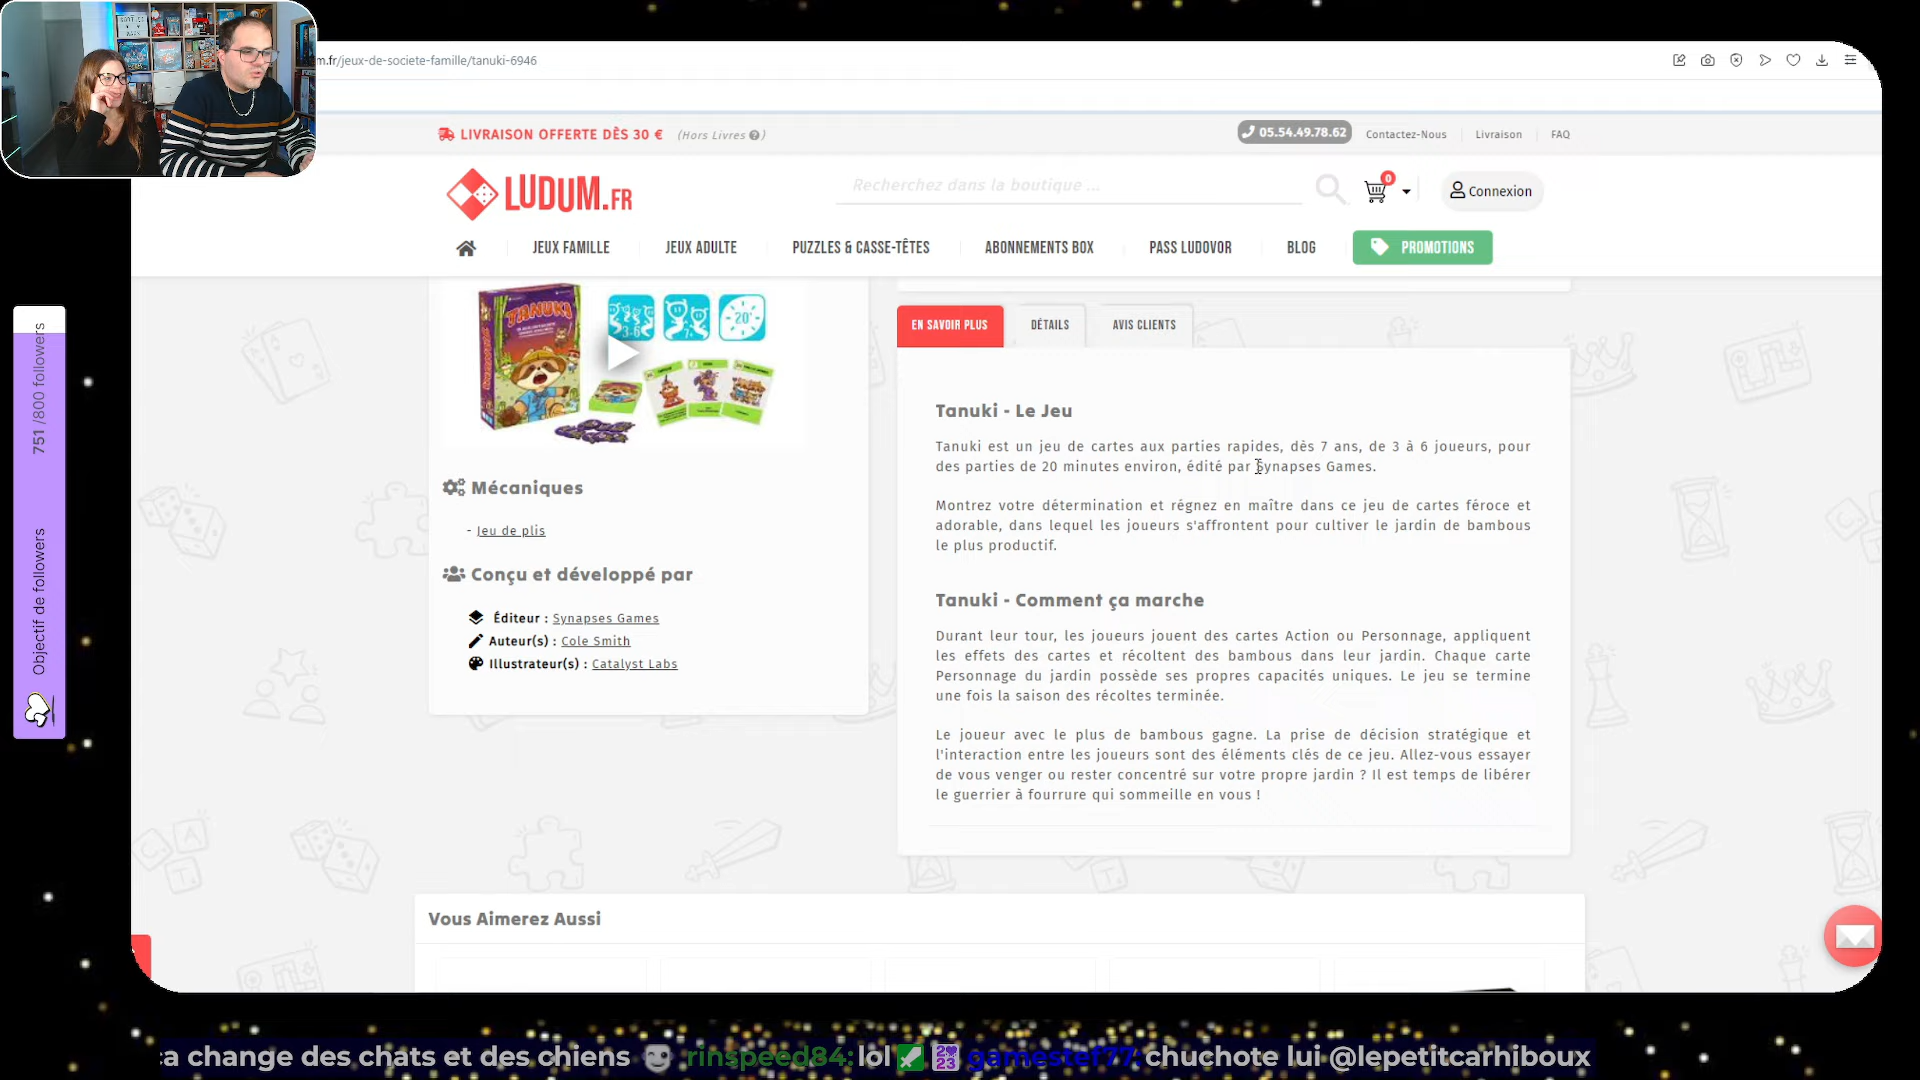 m.fr/jeux-de-societe-famille/tanuki-6946
LIVRAISON OFFERTE DÈS 30 € (Hors Livres ?)
05.54.49.78.62
Contactez-Nous
Livraison
FAQ
LUDUM.FR
Recherchez dans la boutique ...
0
Connexion
JEUX FAMILLE
JEUX ADULTE
PUZZLES & CASSE-TÊTES
ABONNEMENTS BOX
PASS LUDOVOR
BLOG
PROMOTIONS
TANUKI
3-6
7+
20'
Mécaniques
- Jeu de plis
Conçu et développé par
Éditeur : Synapses Games
Auteur(s) : Cole Smith
Illustrateur(s) : Catalyst Labs
EN SAVOIR PLUS
DÉTAILS
AVIS CLIENTS
Tanuki - Le Jeu
Tanuki est un jeu de cartes aux parties rapides, dès 7 ans, de 3 à 6 joueurs, pour
des parties de 20 minutes environ, édité par Synapses Games.
Montrez votre détermination et régnez en maître dans ce jeu de cartes féroce et
adorable, dans lequel les joueurs s'affrontent pour cultiver le jardin de bambous
le plus productif.
Tanuki - Comment ça marche
Durant leur tour, les joueurs jouent des cartes Action ou Personnage, appliquent
les effets des cartes et récoltent des bambous dans leur jardin. Chaque carte
Personnage du jardin possède ses propres capacités uniques. Le jeu se termine
une fois la saison des récoltes terminée.
Le joueur avec le plus de bambous gagne. La prise de décision stratégique et
l'interaction entre les joueurs sont des éléments clés de ce jeu. Allez-vous essayer
de vous venger ou rester concentré sur votre propre jardin ? Il est temps de libérer
le guerrier à fourrure qui sommeille en vous !
Vous Aimerez Aussi
Objectif de followers
751 /800 followers
ça change des chats et des chiens rinspeed84: lol 2023 gamestef77: chuchote lui @lepetitcarhiboux